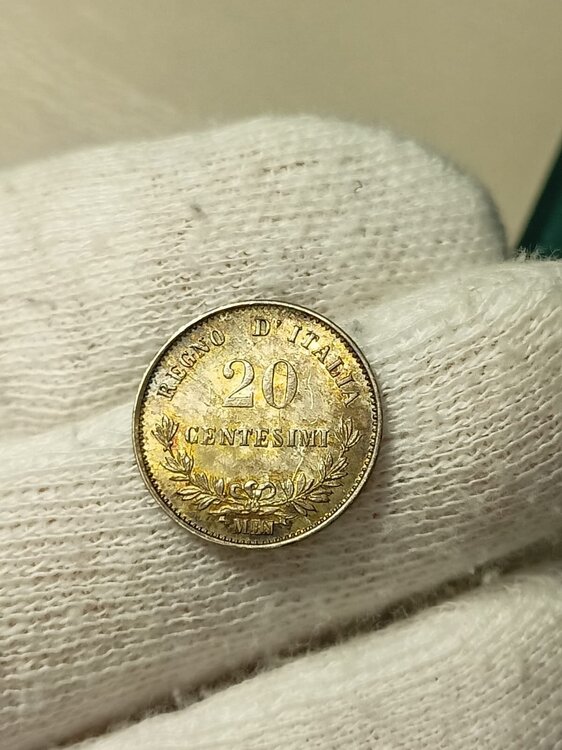 REGNO D'ITALIA
20
CENTESIMI
M BN